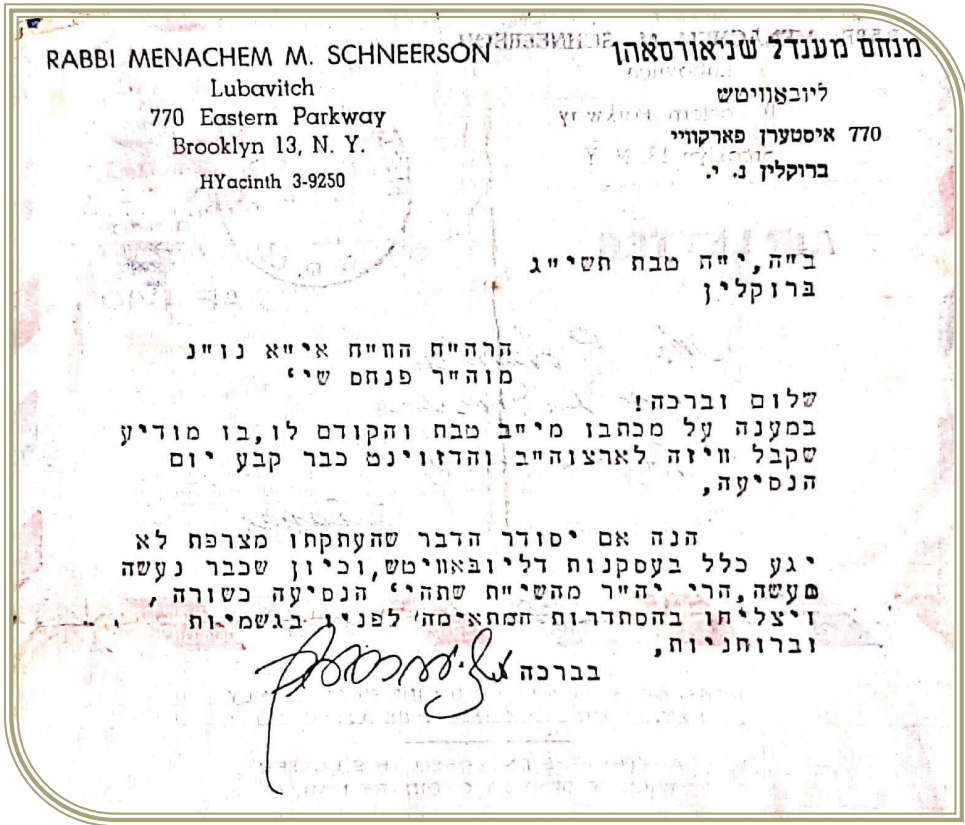 RABBI MENACHEM M. SCHNEERSON
Lubavitch
770 Eastern Parkway
Brooklyn 13, N. Y.
HYacinth 3-9250
מנחם מענדל שניאורסאהן
ליובאוויטש
770 איסטערן פארקוויי
ברוקלין נ. י.
ב"ה, י"ה טבת תשי"ג
ברוקלין
הרה"ח הוו"ח אי"א נו"נ
מוה"ר פנחם שי'
שלום וברכה!
במענה על מכתבו מי"ב טבת והקודם לו, בו מודיע
שקבל וויזה לארצוה"ב והדזוינט כבר קבע יום
הנסיעה,
הנה אם יסודר הדבר שהעתקתו מצרפת לא
יגע כלל בעסקנות דליובאוויטש, וכיון שכבר נעשה
מעשה, הרי יה"ר מהשי"ת שתהי' הנסיעה כשורה,
ויצליחו בהסתדרות המתאימה לפניו בגשמיות
וברוחניות,
בברכה